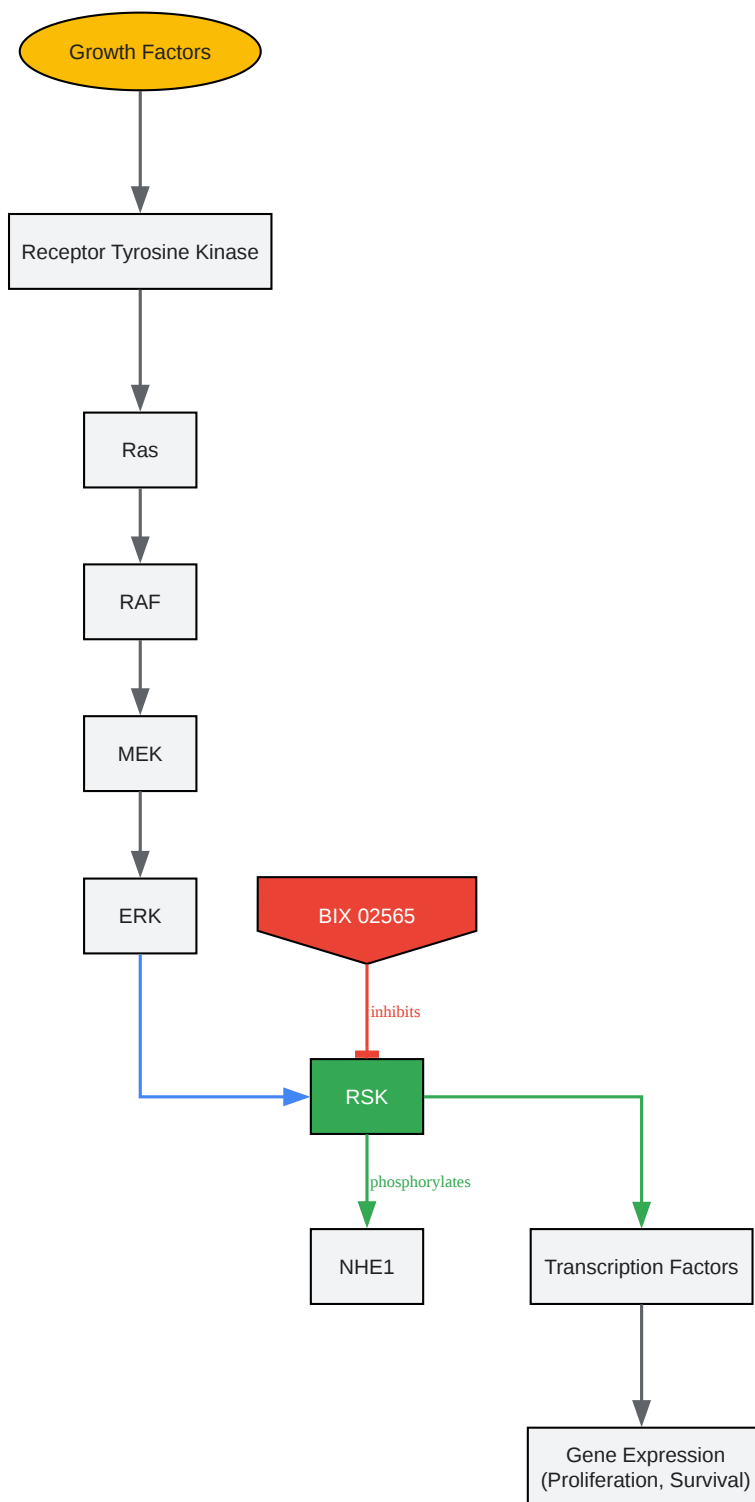 Growth Factors
Receptor Tyrosine Kinase
Ras
RAF
MEK
ERK
BIX 02565
inhibits
RSK
phosphorylates
NHE1
Transcription Factors
Gene Expression
(Proliferation, Survival)